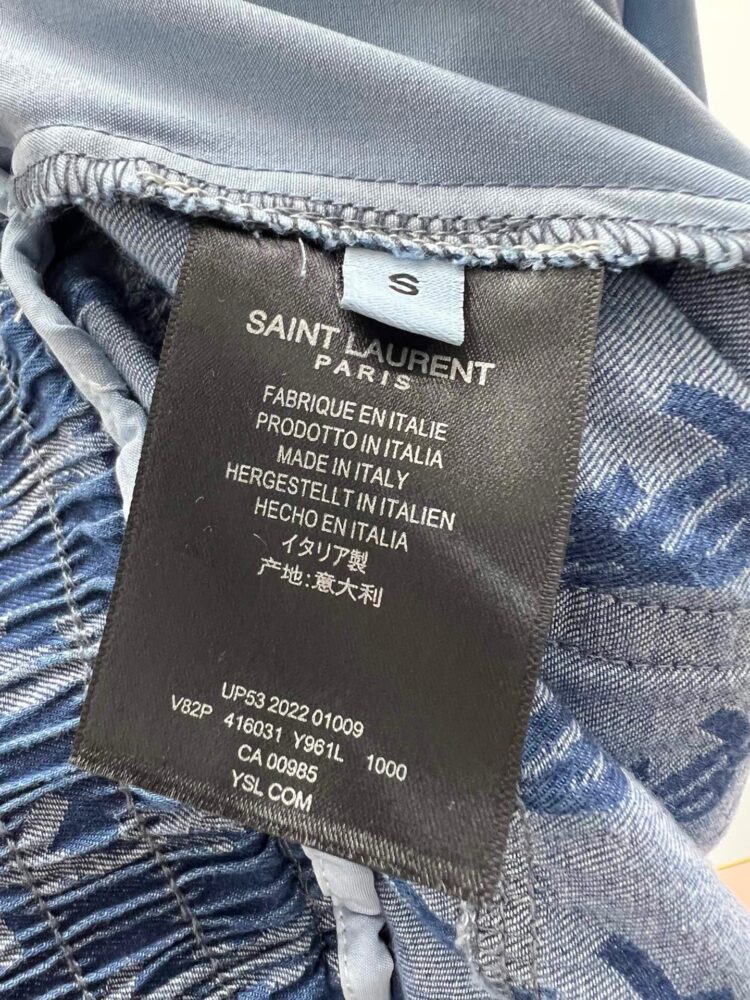 S
SAINT LAURENT
PARIS
FABRIQUE EN ITALIE
PRODOTTO IN ITALIA
MADE IN ITALY
HERGESTELLT IN ITALIEN
HECHO EN ITALIA
イタリア製
产地:意大利
UP53 2022 01009
V82P 416031 Y961L 1000
CA 00985
YSL COM